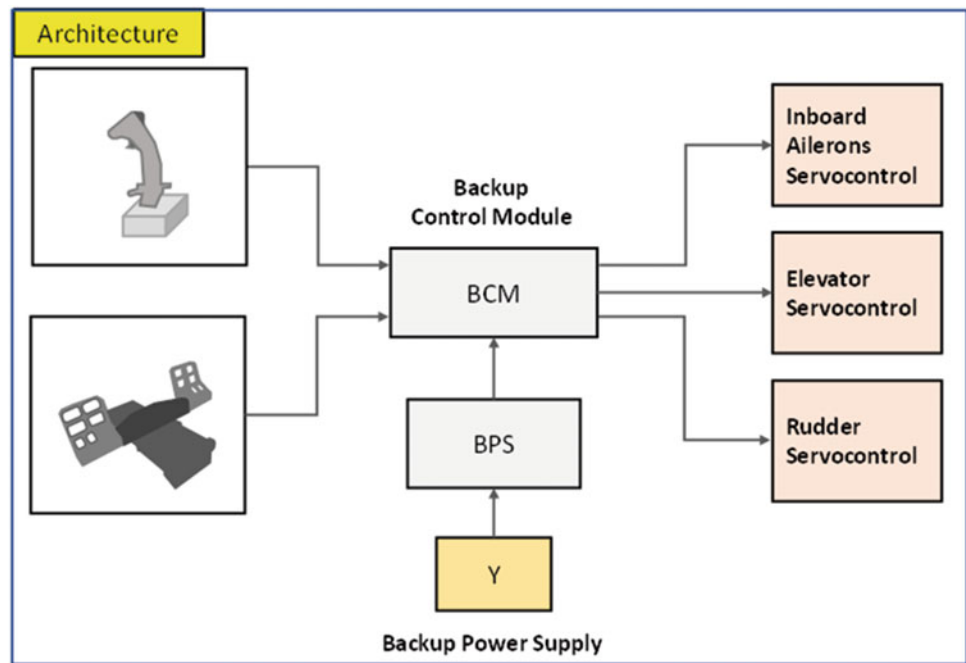 Architecture
Backup
Control Module
BCM
BPS
Y
Backup Power Supply
Inboard
Ailerons
Servocontrol
Elevator
Servocontrol
Rudder
Servocontrol